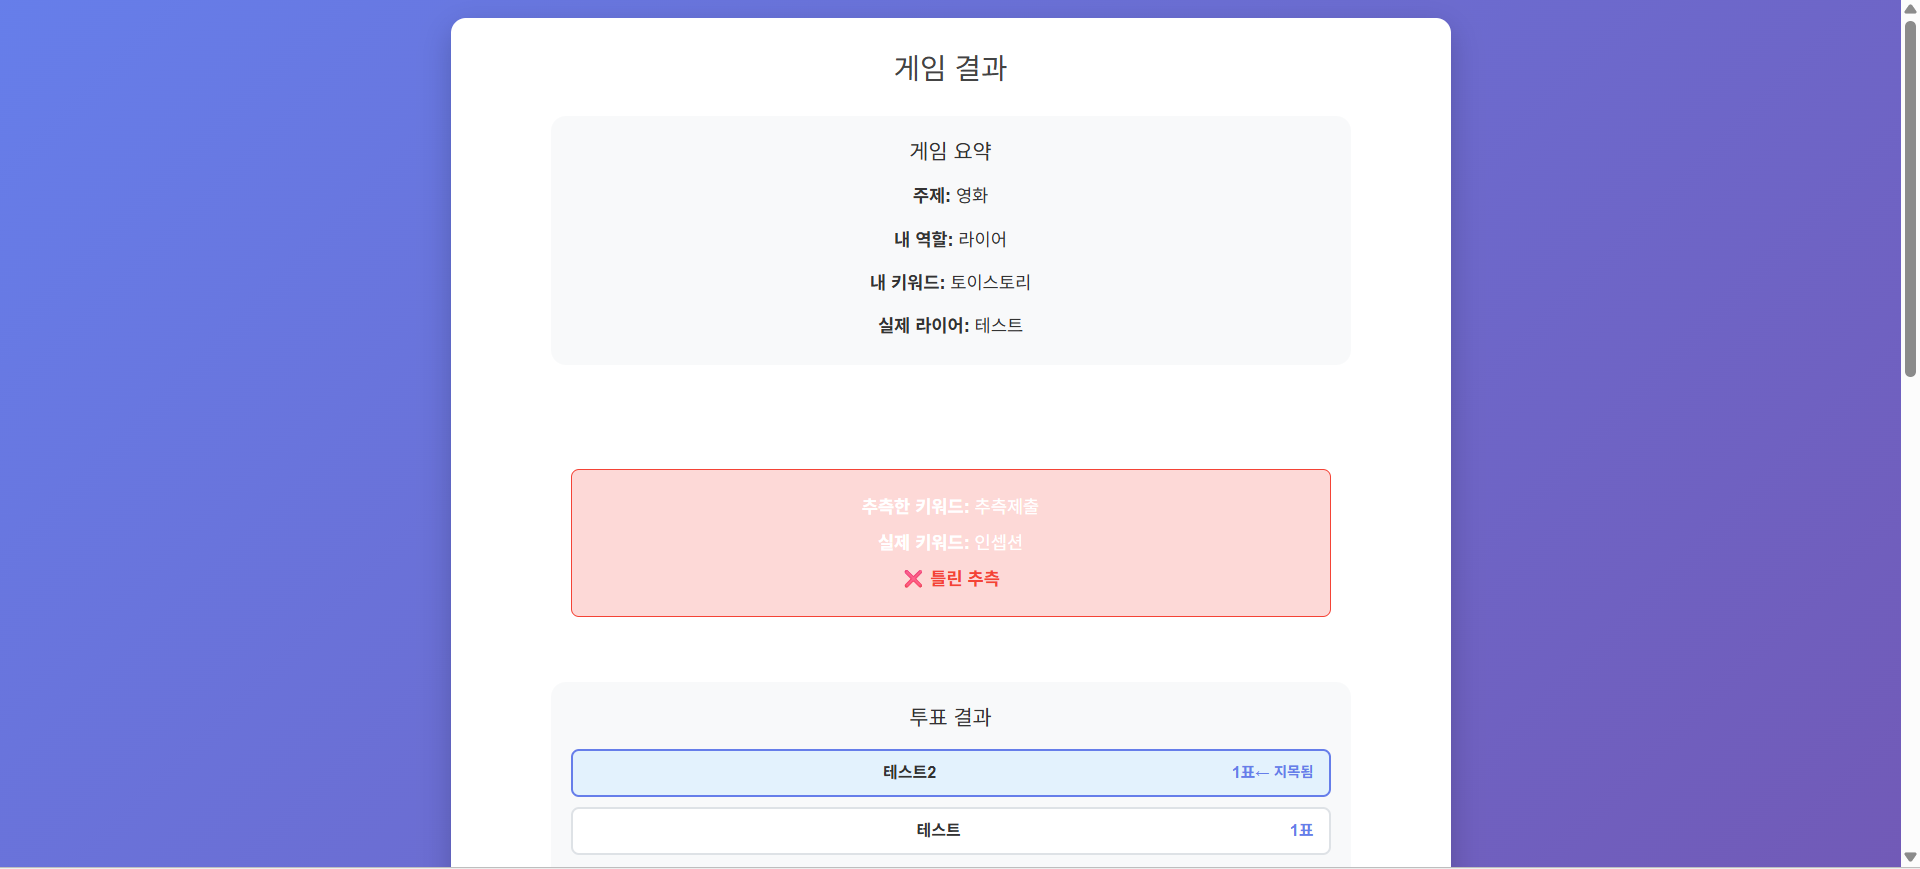 게임 결과
게임 요약
주제: 영화
내 역할: 라이어
내 키워드: 토이스토리
실제 라이어: 테스트
추측한 키워드: 추측제출
실제 키워드: 인셉션
❌ 틀린 추측
투표 결과
테스트2 1표← 지목됨
테스트 1표